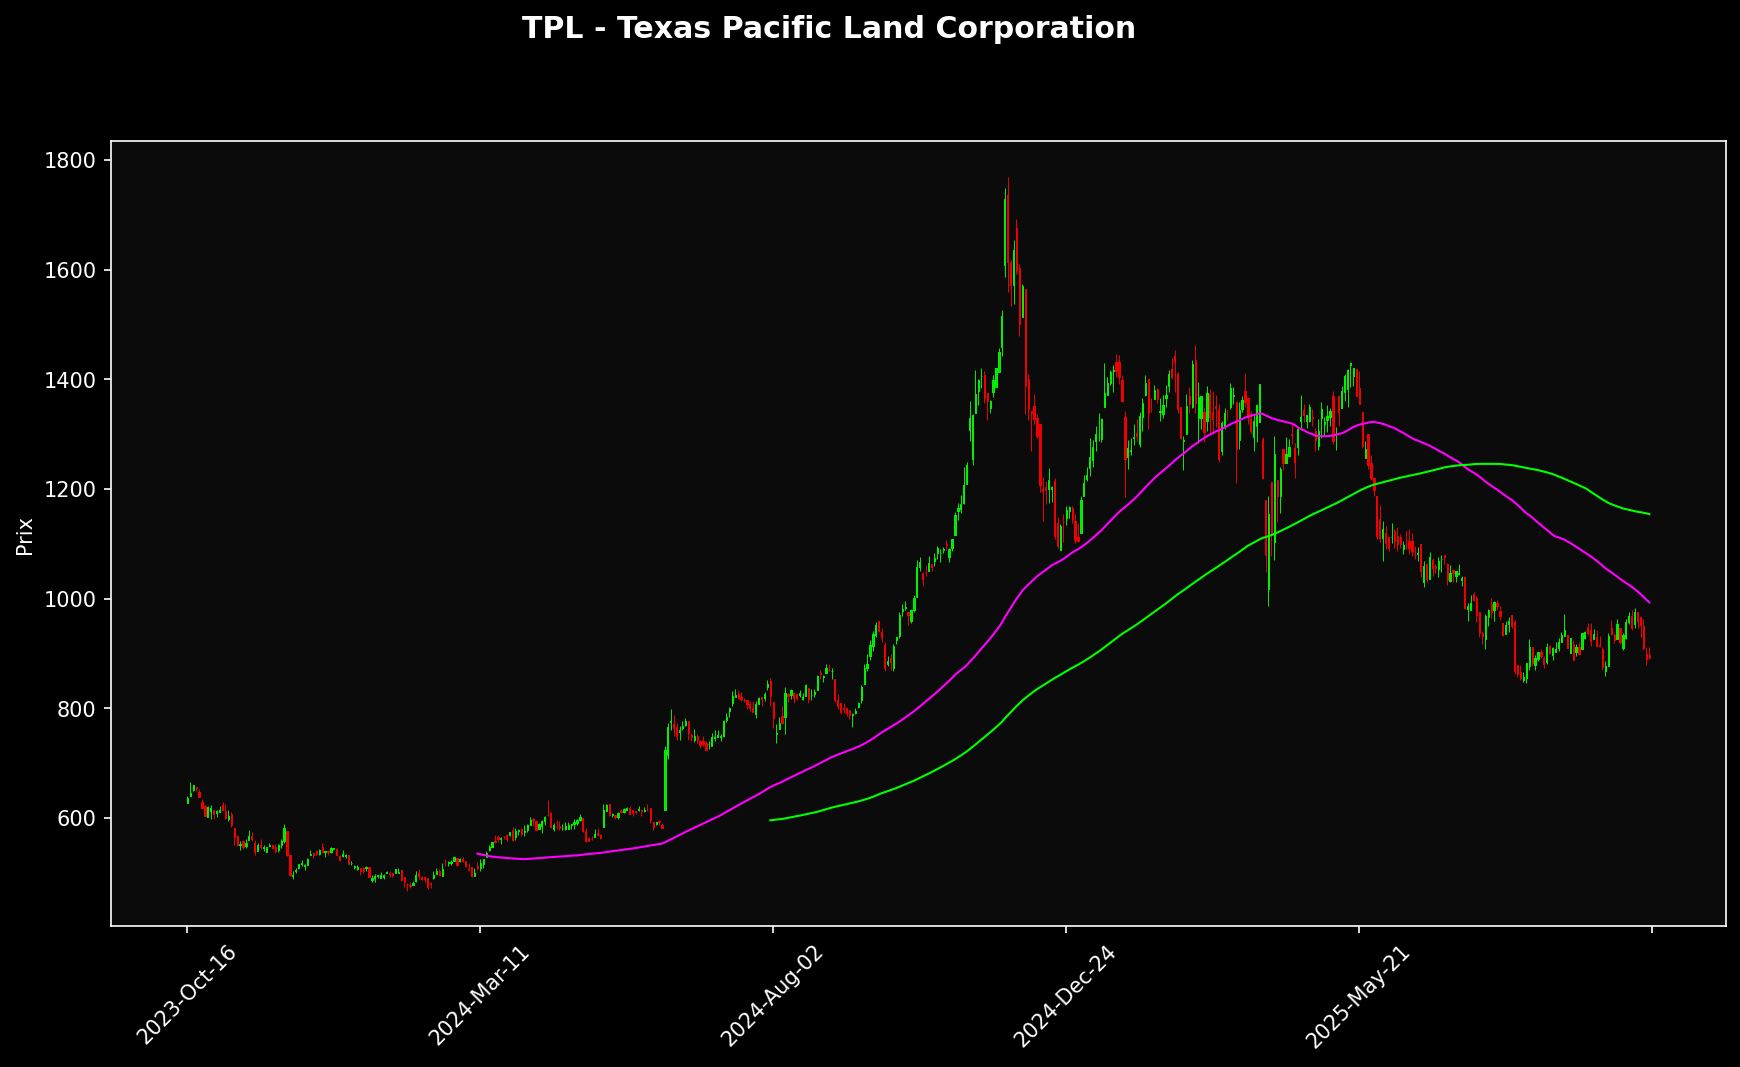 TPL - Texas Pacific Land Corporation
Prix
1800
1600
1400
1200
1000
800
600
2023-Oct-16
2024-Mar-11
2024-Aug-02
2024-Dec-24
2025-May-21